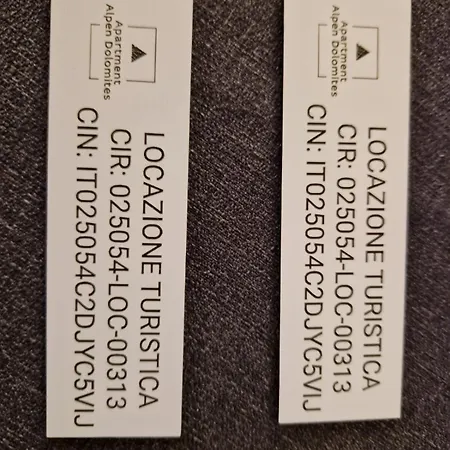 Apartment
Alpen Dolomites
LOCAZIONE TURISTICA
CIR: 025054-LOC-00313
CIN: IT025054C2DJYC5VIJ
Apartment
Alpen Dolomites
LOCAZIONE TURISTICA
CIR: 025054-LOC-00313
CIN: IT025054C2DJYC5VIJ